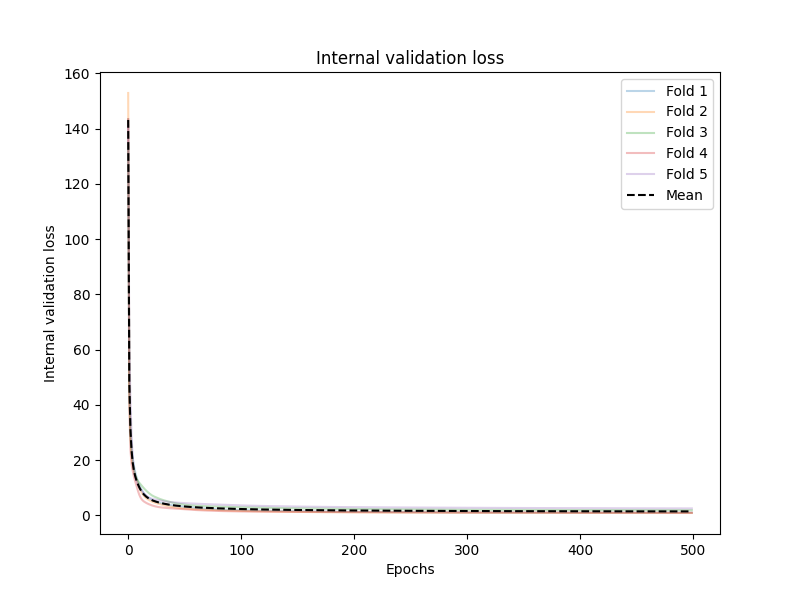 Internal validation loss
160
140
120
100
80
60
40
20
0
Internal validation loss
0
100
200
300
400
500
Epochs
Fold 1
Fold 2
Fold 3
Fold 4
Fold 5
Mean